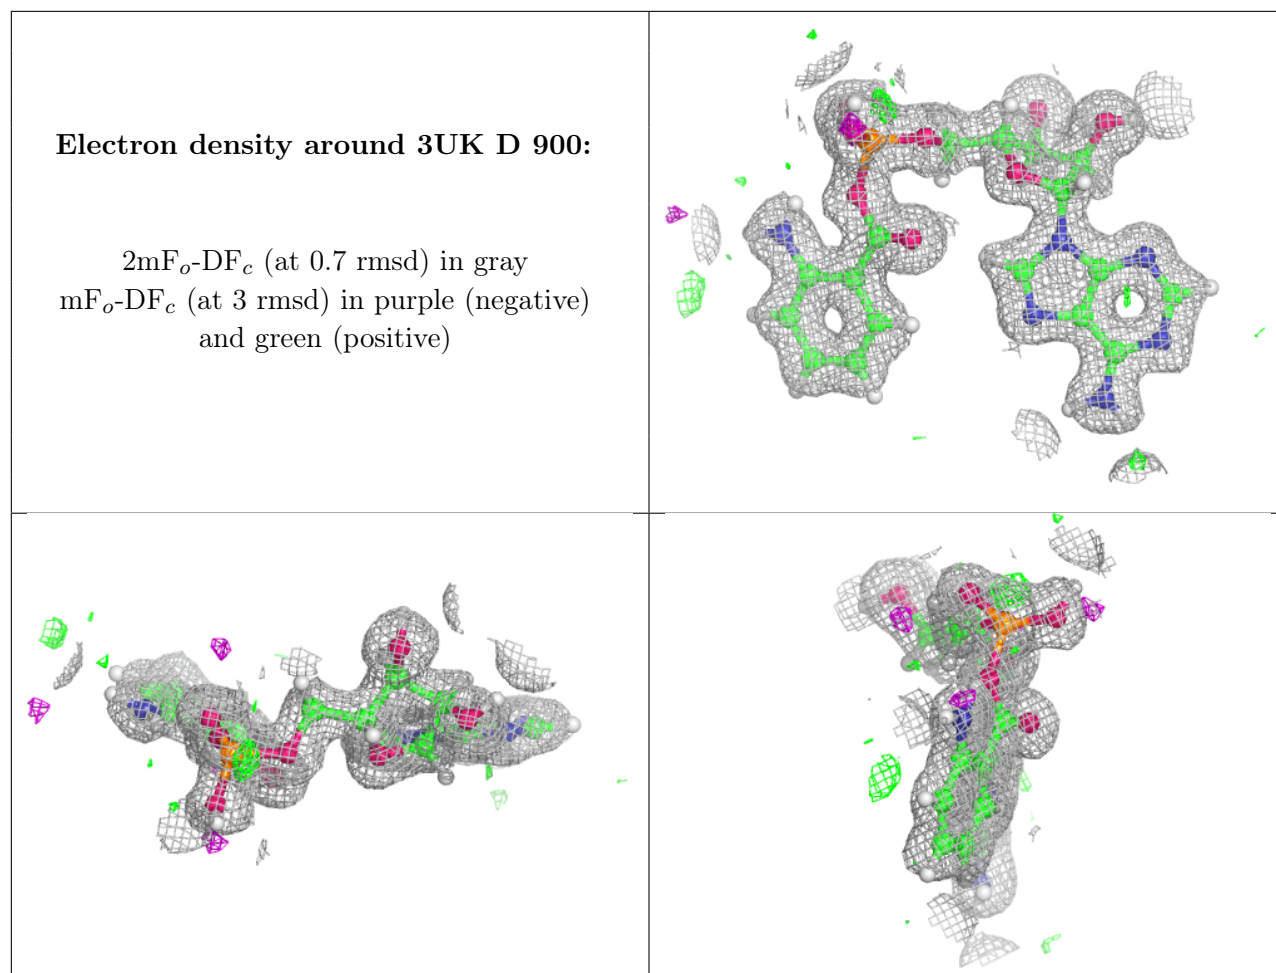 Electron density around 3UK D 900:
2mFo-DFc (at 0.7 rmsd) in gray
mFo-DFc (at 3 rmsd) in purple (negative)
and green (positive)